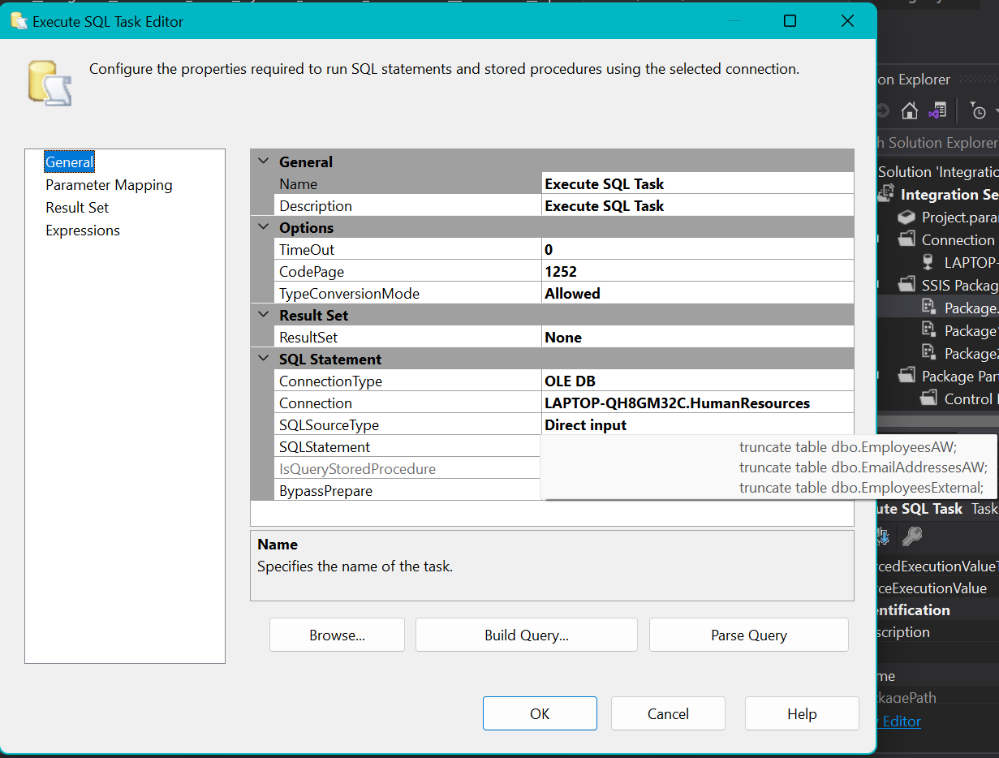 Execute SQL Task Editor
Configure the properties required to run SQL statements and stored procedures using the selected connection.
General
Parameter Mapping
Result Set
Expressions
General
Name Execute SQL Task
Description Execute SQL Task
Options
TimeOut 0
CodePage 1252
TypeConversionMode Allowed
Result Set
ResultSet None
SQL Statement
ConnectionType OLE DB
Connection LAPTOP-QH8GM32C.HumanResources
SQLSourceType Direct input
SQLStatement
IsQueryStoredProcedure
BypassPrepare
truncate table dbo.EmployeesAW;
truncate table dbo.EmailAddressesAW;
truncate table dbo.EmployeesExternal;
Name
Specifies the name of the task.
Browse...
Build Query...
Parse Query
OK
Cancel
Help
on Explorer
h Solution Explorer
Solution 'Integratio
Integration Se
Project.para
Connection
LAPTOP-
SSIS Packag
Package.
Package
Package2
Package Par
Control
ute SQL Task Task
rcedExecutionValue
rceExecutionValue
entification
scription
me
ckagePath
Editor